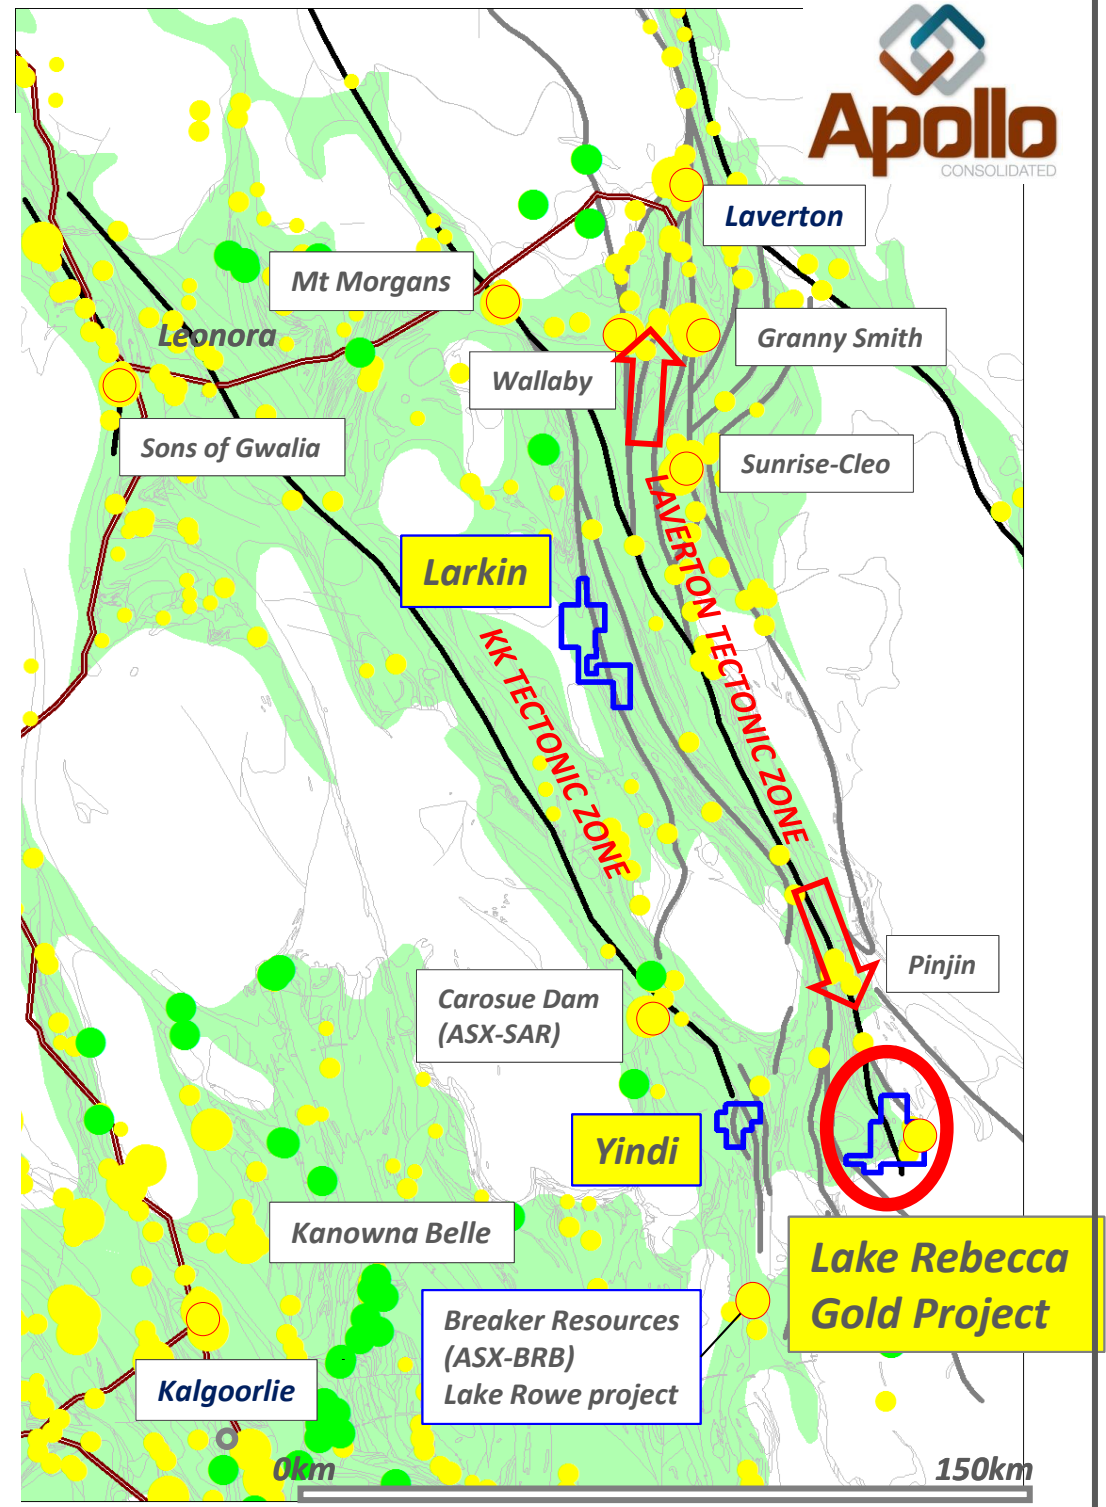 Apollo
CONSOLIDATED
Laverton
Mt Morgans
Leonora
Granny Smith
Wallaby
Sons of Gwalia
Sunrise-Cleo
Larkin
LAVERTON TECTONIC ZONE
KK TECTONIC ZONE
Pinjin
Carosue Dam
(ASX-SAR)
Yindi
Kanowna Belle
Lake Rebecca
Gold Project
Breaker Resources
(ASX-BRB)
Lake Rowe project
Kalgoorlie
0km
150km